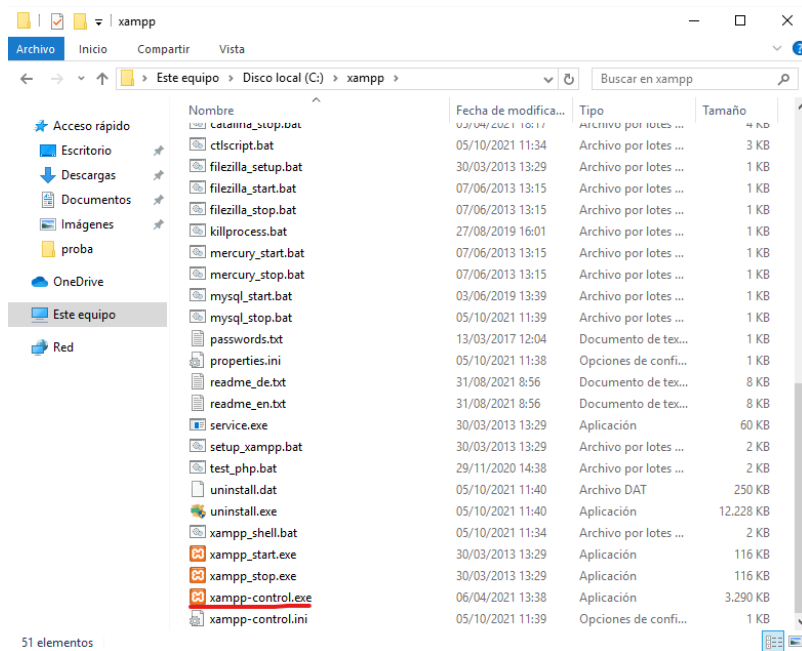 xampp
Archivo Inicio Compartir Vista
Este equipo > Disco local (C:) > xampp >
Buscar en xampp
Nombre Fecha de modifica... Tipo Tamaño
Acceso rápido
Escritorio
Descargas
Documentos
Imágenes
proba
OneDrive
Este equipo
Red
catalina_stop.bat 05/04/2021 18:17 Archivo por lotes ... 4 KB
ctlscript.bat 05/10/2021 11:34 Archivo por lotes ... 3 KB
filezilla_setup.bat 30/03/2013 13:29 Archivo por lotes ... 1 KB
filezilla_start.bat 07/06/2013 13:15 Archivo por lotes ... 1 KB
filezilla_stop.bat 07/06/2013 13:15 Archivo por lotes ... 1 KB
killprocess.bat 27/08/2019 16:01 Archivo por lotes ... 1 KB
mercury_start.bat 07/06/2013 13:15 Archivo por lotes ... 1 KB
mercury_stop.bat 07/06/2013 13:15 Archivo por lotes ... 1 KB
mysql_start.bat 03/06/2019 13:39 Archivo por lotes ... 1 KB
mysql_stop.bat 05/10/2021 11:39 Archivo por lotes ... 1 KB
passwords.txt 13/03/2017 12:04 Documento de tex... 1 KB
properties.ini 05/10/2021 11:38 Opciones de confi... 1 KB
readme_de.txt 31/08/2021 8:56 Documento de tex... 8 KB
readme_en.txt 31/08/2021 8:56 Documento de tex... 8 KB
service.exe 30/03/2013 13:29 Aplicación 60 KB
setup_xampp.bat 30/03/2013 13:29 Archivo por lotes ... 2 KB
test_php.bat 29/11/2020 14:38 Archivo por lotes ... 2 KB
uninstall.dat 05/10/2021 11:40 Archivo DAT 250 KB
uninstall.exe 05/10/2021 11:40 Aplicación 12.228 KB
xampp_shell.bat 05/10/2021 11:34 Archivo por lotes ... 2 KB
xampp_start.exe 30/03/2013 13:29 Aplicación 116 KB
xampp_stop.exe 30/03/2013 13:29 Aplicación 116 KB
xampp-control.exe 06/04/2021 13:38 Aplicación 3.290 KB
xampp-control.ini 05/10/2021 11:39 Opciones de confi... 1 KB
51 elementos